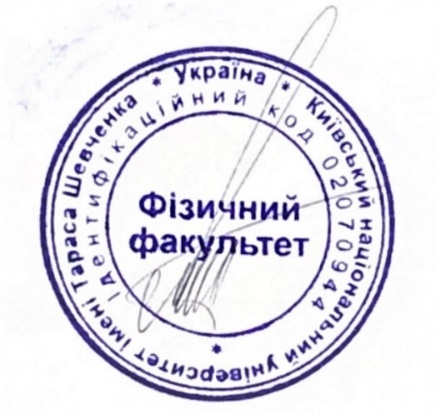 * Україна * Київський національний університет імені Тараса Шевченка
Ідентифікаційний код 02070944
Фізичний
факультет
*